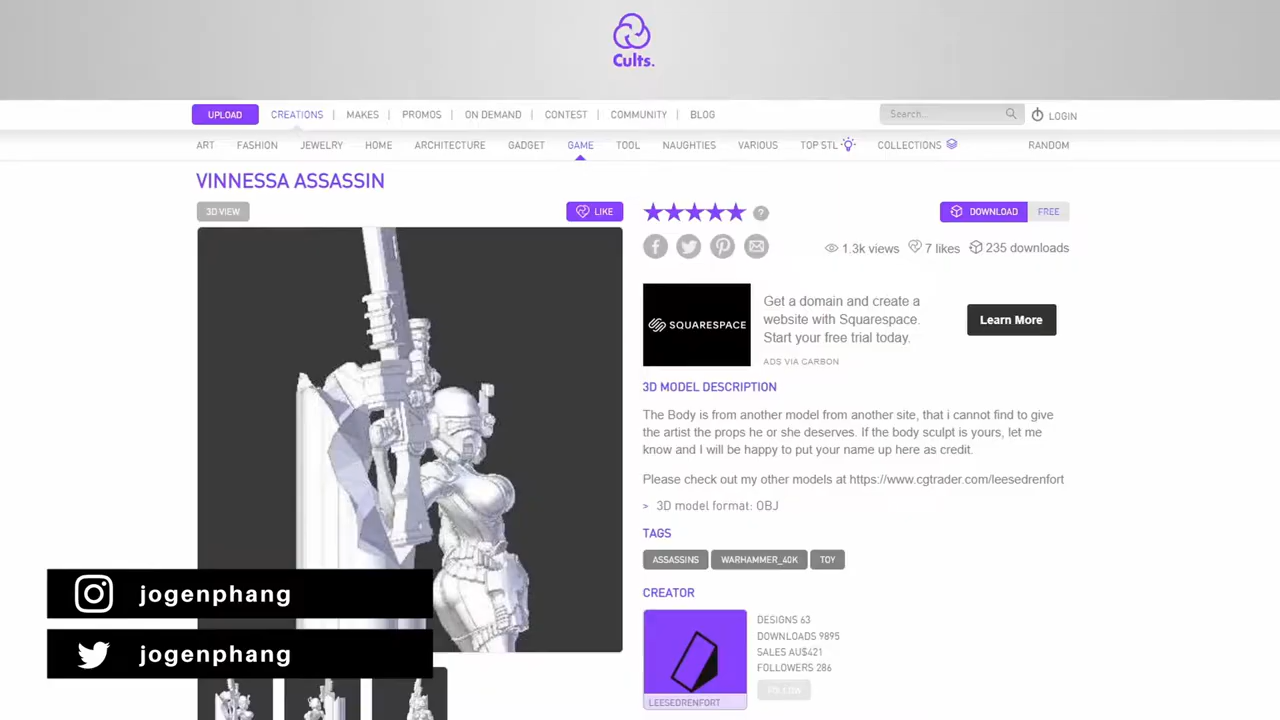 Cults.
UPLOAD CREATIONS | MAKES | PROMOS | ON DEMAND | CONTEST | COMMUNITY | BLOG Search... LOGIN
ART FASHION JEWELRY HOME ARCHITECTURE GADGET GAME TOOL NAUGHTIES VARIOUS TOP STL COLLECTIONS RANDOM
VINNESSA ASSASSIN
3D VIEW LIKE ? DOWNLOAD FREE
1.3k views 7 likes 235 downloads
SQUARESPACE
Get a domain and create a
website with Squarespace.
Start your free trial today.
ADS VIA CARBON
Learn More
3D MODEL DESCRIPTION
The Body is from another model from another site, that i cannot find to give
the artist the props he or she deserves. If the body sculpt is yours, let me
know and I will be happy to put your name up here as credit.
Please check out my other models at https://www.cgtrader.com/leesedrenfort
> 3D model format: OBJ
TAGS
ASSASSINS WARHAMMER_40K TOY
CREATOR
DESIGNS 63
DOWNLOADS 9895
SALES AU$421
FOLLOWERS 286
FOLLOW
LEESEDRENFORT
jogenphang
jogenphang